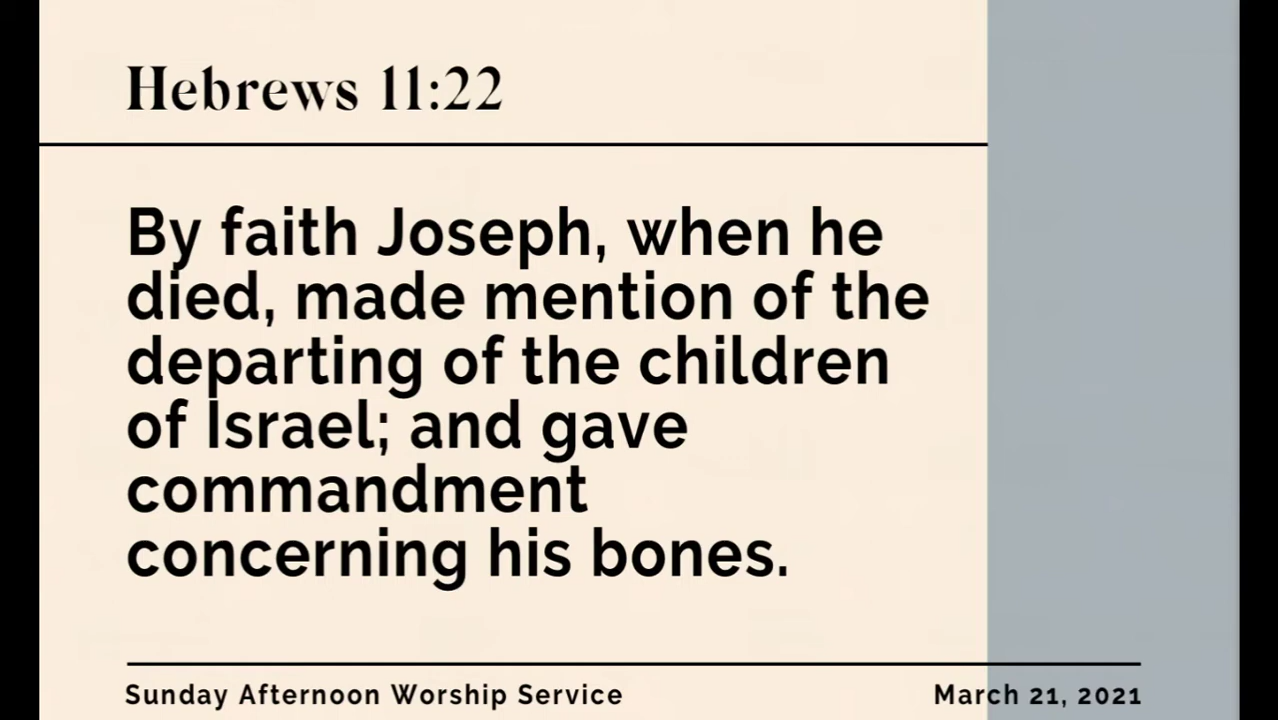 Hebrews 11:22
By faith Joseph, when he
died, made mention of the
departing of the children
of Israel; and gave
commandment
concerning his bones.
Sunday Afternoon Worship Service
March 21, 2021